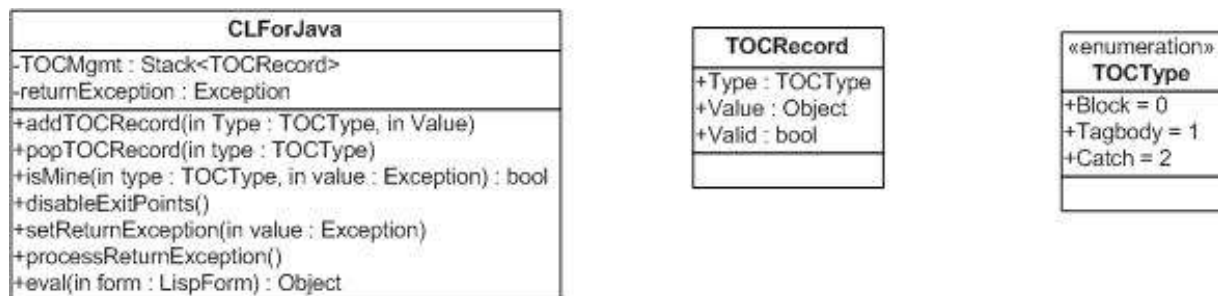 CLForJava
-TOCMgmt : Stack<TOCRecord>
-returnException : Exception
+addTOCRecord(in Type : TOCType, in Value)
+popTOCRecord(in type : TOCType)
+isMine(in type : TOCType, in value : Exception) : bool
+disableExitPoints()
+setReturnException(in value : Exception)
+processReturnException()
+eval(in form : LispForm) : Object
TOCRecord
+Type : TOCType
+Value : Object
+Valid : bool
«enumeration»
TOCType
+Block = 0
+Tagbody = 1
+Catch = 2